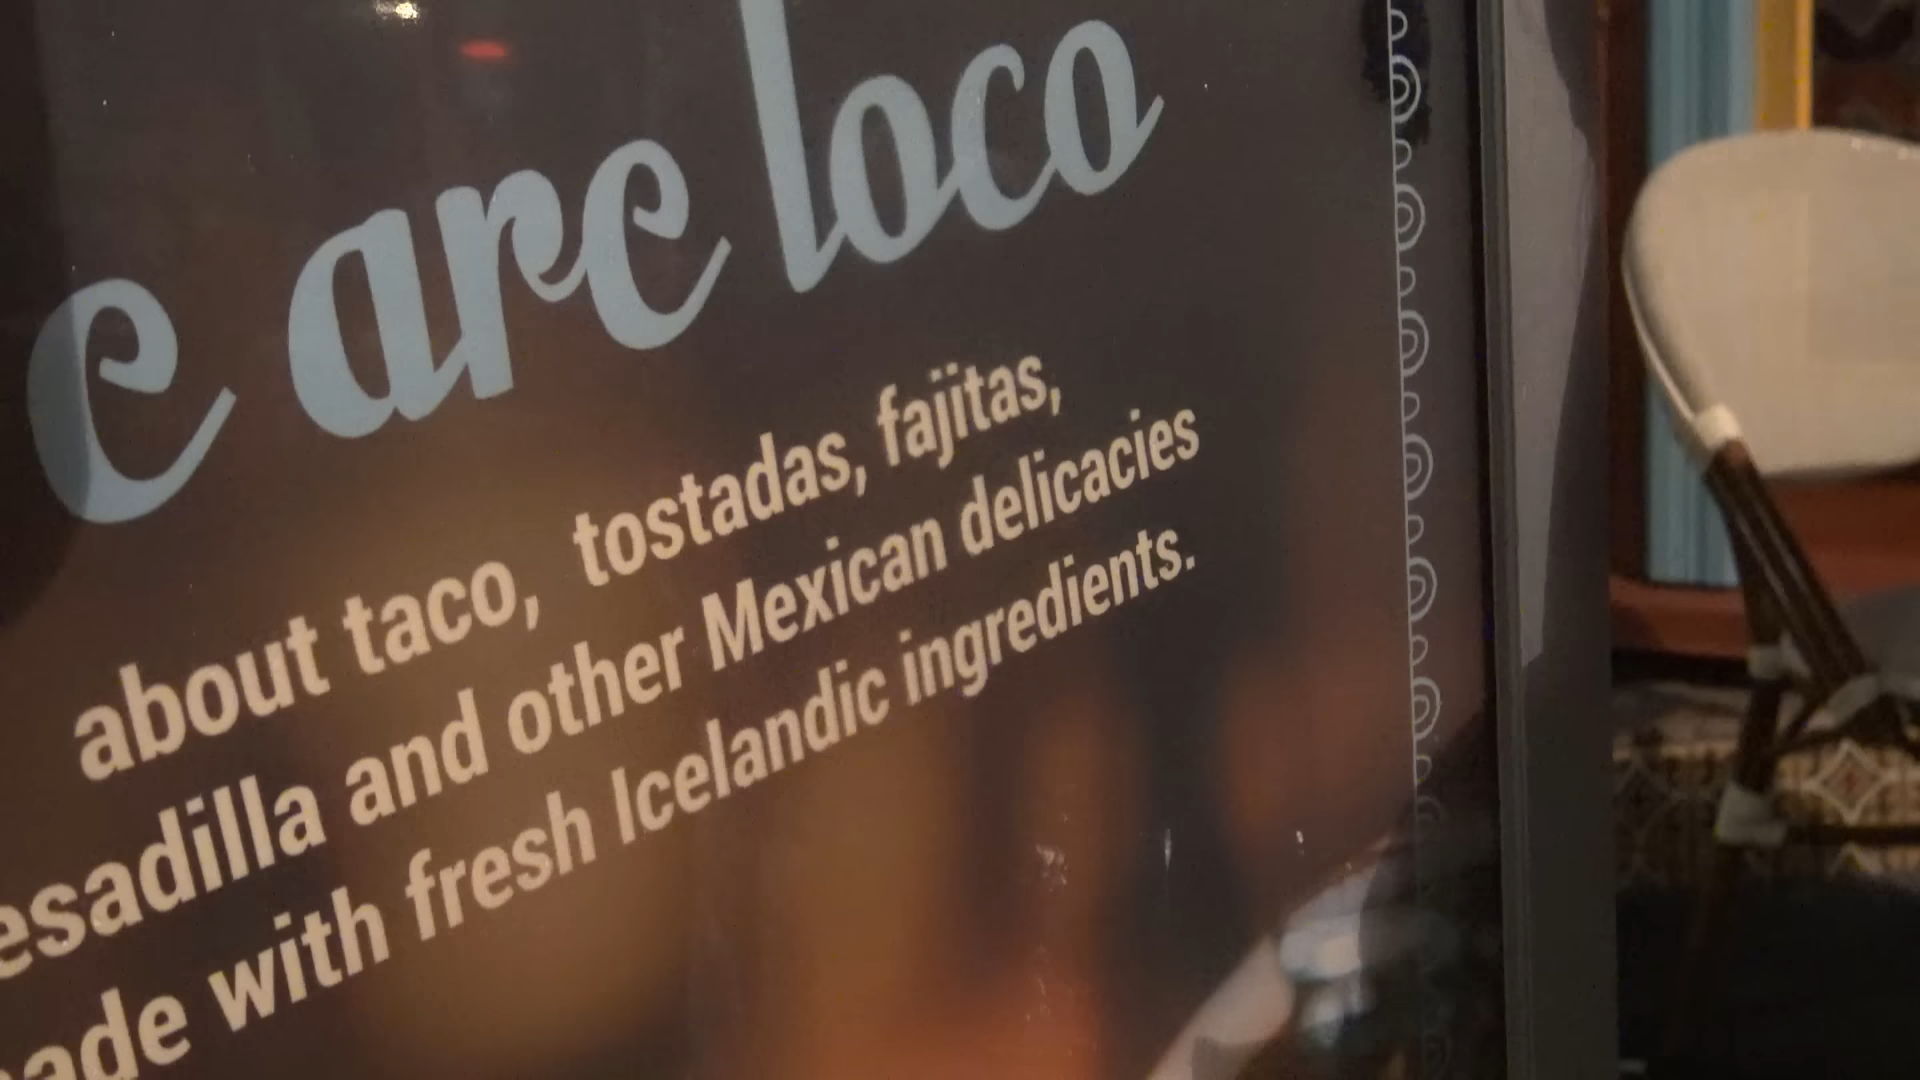 e are loco
about taco, tostadas, fajitas,
esadilla and other Mexican delicacies
ade with fresh Icelandic ingredients.